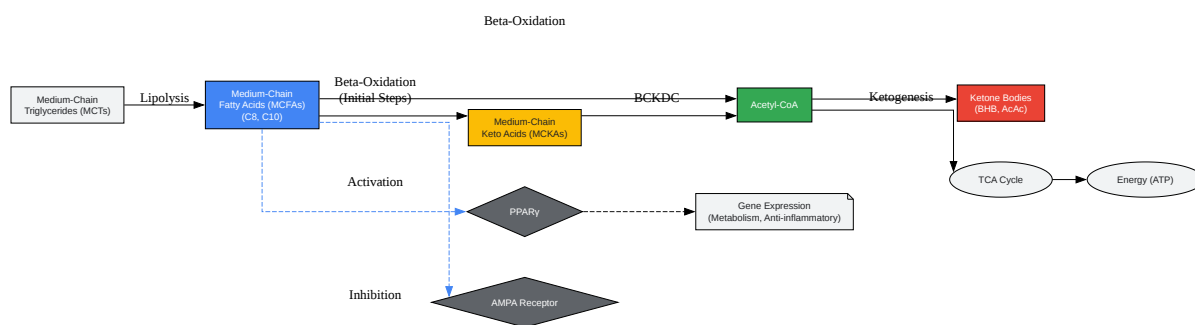 Beta-Oxidation
Medium-Chain
Triglycerides (MCTs)
Lipolysis
Medium-Chain
Fatty Acids (MCFAs)
(C8, C10)
Beta-Oxidation
(Initial Steps)
Medium-Chain
Keto Acids (MCKAs)
BCKDC
Acetyl-CoA
Ketogenesis
Ketone Bodies
(BHB, AcAc)
TCA Cycle
Energy (ATP)
Activation
PPARγ
Gene Expression
(Metabolism, Anti-inflammatory)
Inhibition
AMPA Receptor